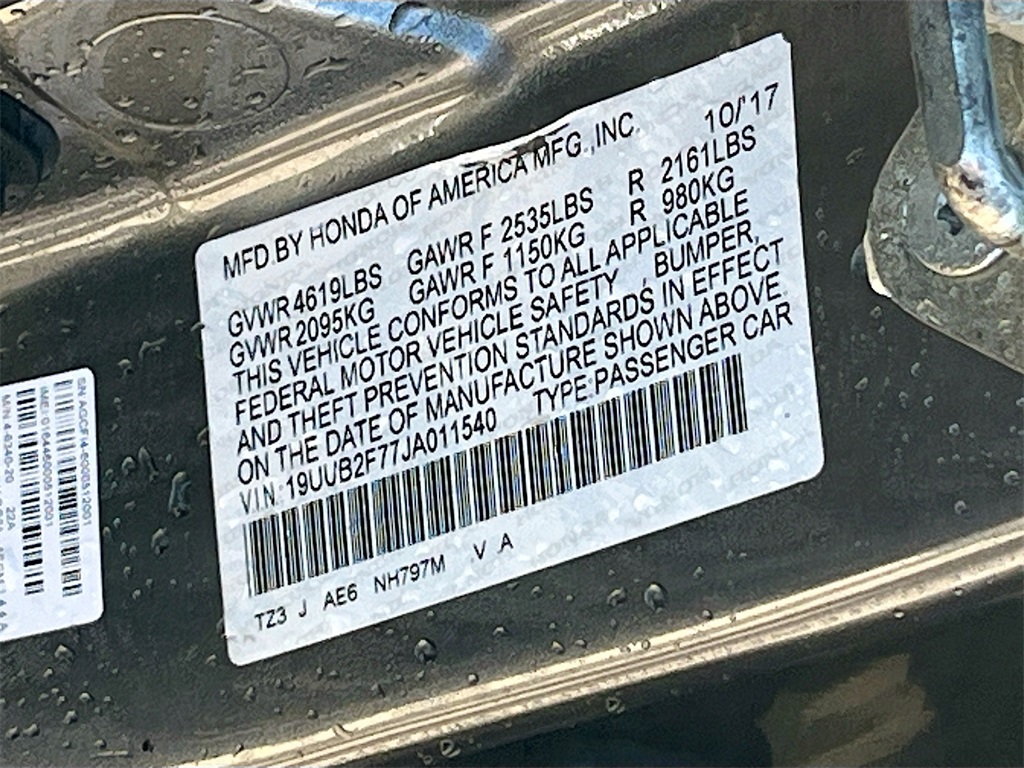 MFD BY HONDA OF AMERICA MFG.,INC. 10/'17
GVWR 4619LBS GAWR F 2535LBS R 2161LBS
GVWR 2095KG GAWR F 1150KG R 980KG
THIS VEHICLE CONFORMS TO ALL APPLICABLE
FEDERAL MOTOR VEHICLE SAFETY , BUMPER,
AND THEFT PREVENTION STANDARDS IN EFFECT
ON THE DATE OF MANUFACTURE SHOWN ABOVE.
V.I.N.:19UUB2F77JA011540 TYPE:PASSENGER CAR
TZ3 J AE6 NH797M V A